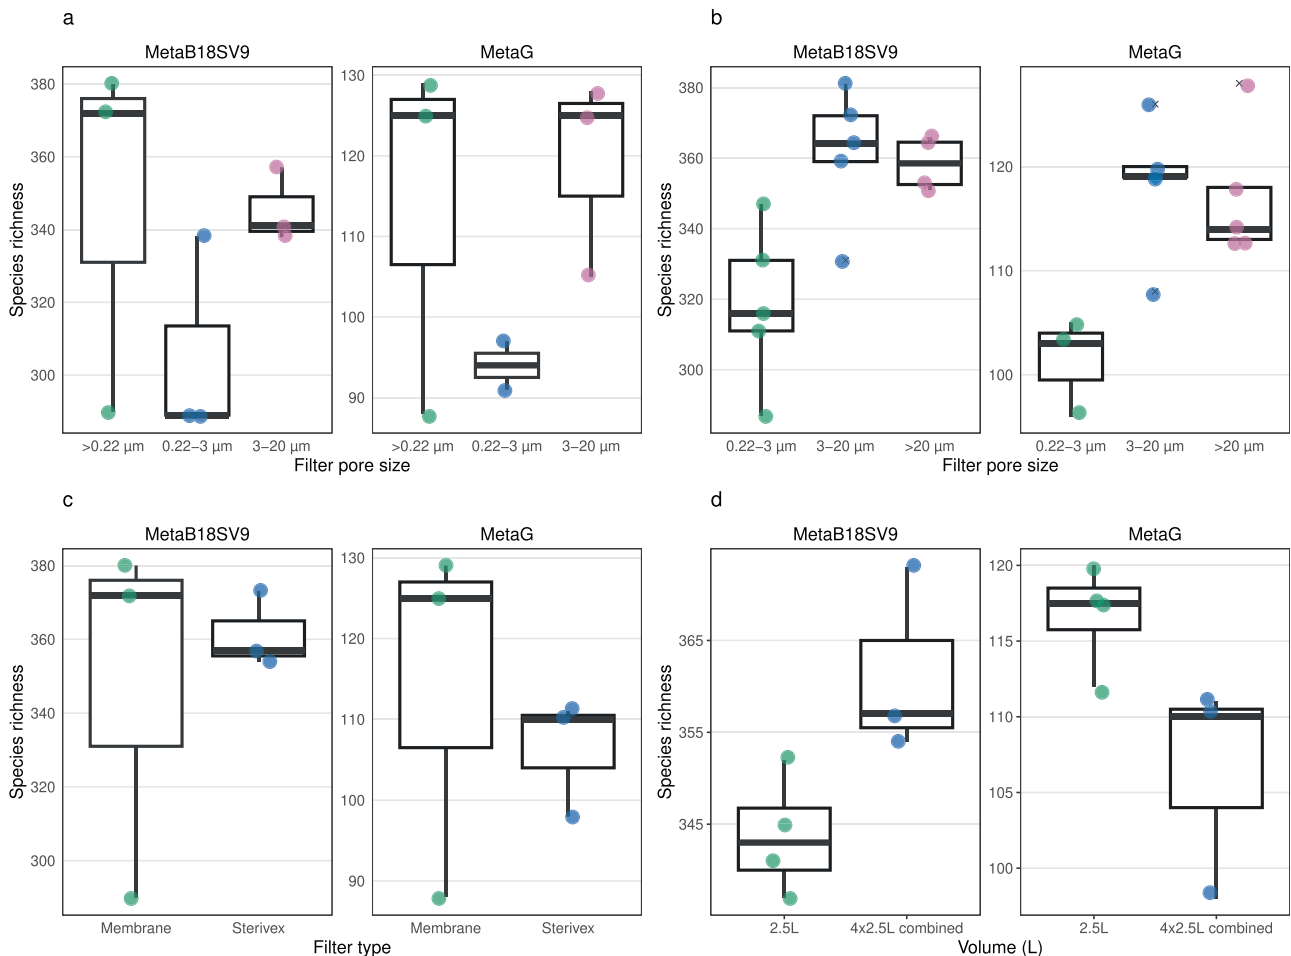 a
MetaB18SV9
MetaG
Species richness
380
360
340
320
300
130
120
110
100
90
>0.22 µm
0.22–3 µm
3–20 µm
>0.22 µm
0.22–3 µm
3–20 µm
Filter pore size
b
MetaB18SV9
MetaG
Species richness
380
360
340
320
300
120
110
100
0.22–3 µm
3–20 µm
>20 µm
0.22–3 µm
3–20 µm
>20 µm
Filter pore size
c
MetaB18SV9
MetaG
Species richness
380
360
340
320
300
130
120
110
100
90
Membrane
Sterivex
Membrane
Sterivex
Filter type
d
MetaB18SV9
MetaG
Species richness
365
355
345
120
115
110
105
100
2.5L
4x2.5L combined
2.5L
4x2.5L combined
Volume (L)